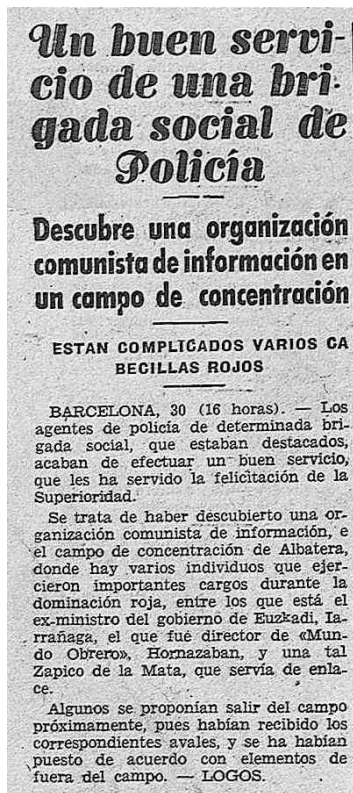 Un buen servi-
cio de una bri-
gada social de
Policía
Descubre una organización
comunista de información en
un campo de concentración
ESTAN COMPLICADOS VARIOS CA
BECILLAS ROJOS
BARCELONA, 30 (16 horas). — Los
agentes de policía de determinada bri-
gada social, que estaban destacados,
acaban de efectuar un buen servicio,
que les ha servido la felicitación de la
Superioridad.
Se trata de haber descubierto una or-
ganización comunista de información, e
el campo de concentración de Albatera,
donde hay varios individuos que ejer-
cieron importantes cargos durante la
dominación roja, entre los que está el
ex-ministro del gobierno de Euzkadi, Ia-
rrañaga, el que fué director de «Mun-
do Obrero», Hornazaban, y una tal
Zapico de la Mata, que servía de enla-
ce.
Algunos se proponían salir del campo
próximamente, pues habían recibido los
correspondientes avales, y se ha habían
puesto de acuerdo con elementos de
fuera del campo. — LOGOS.